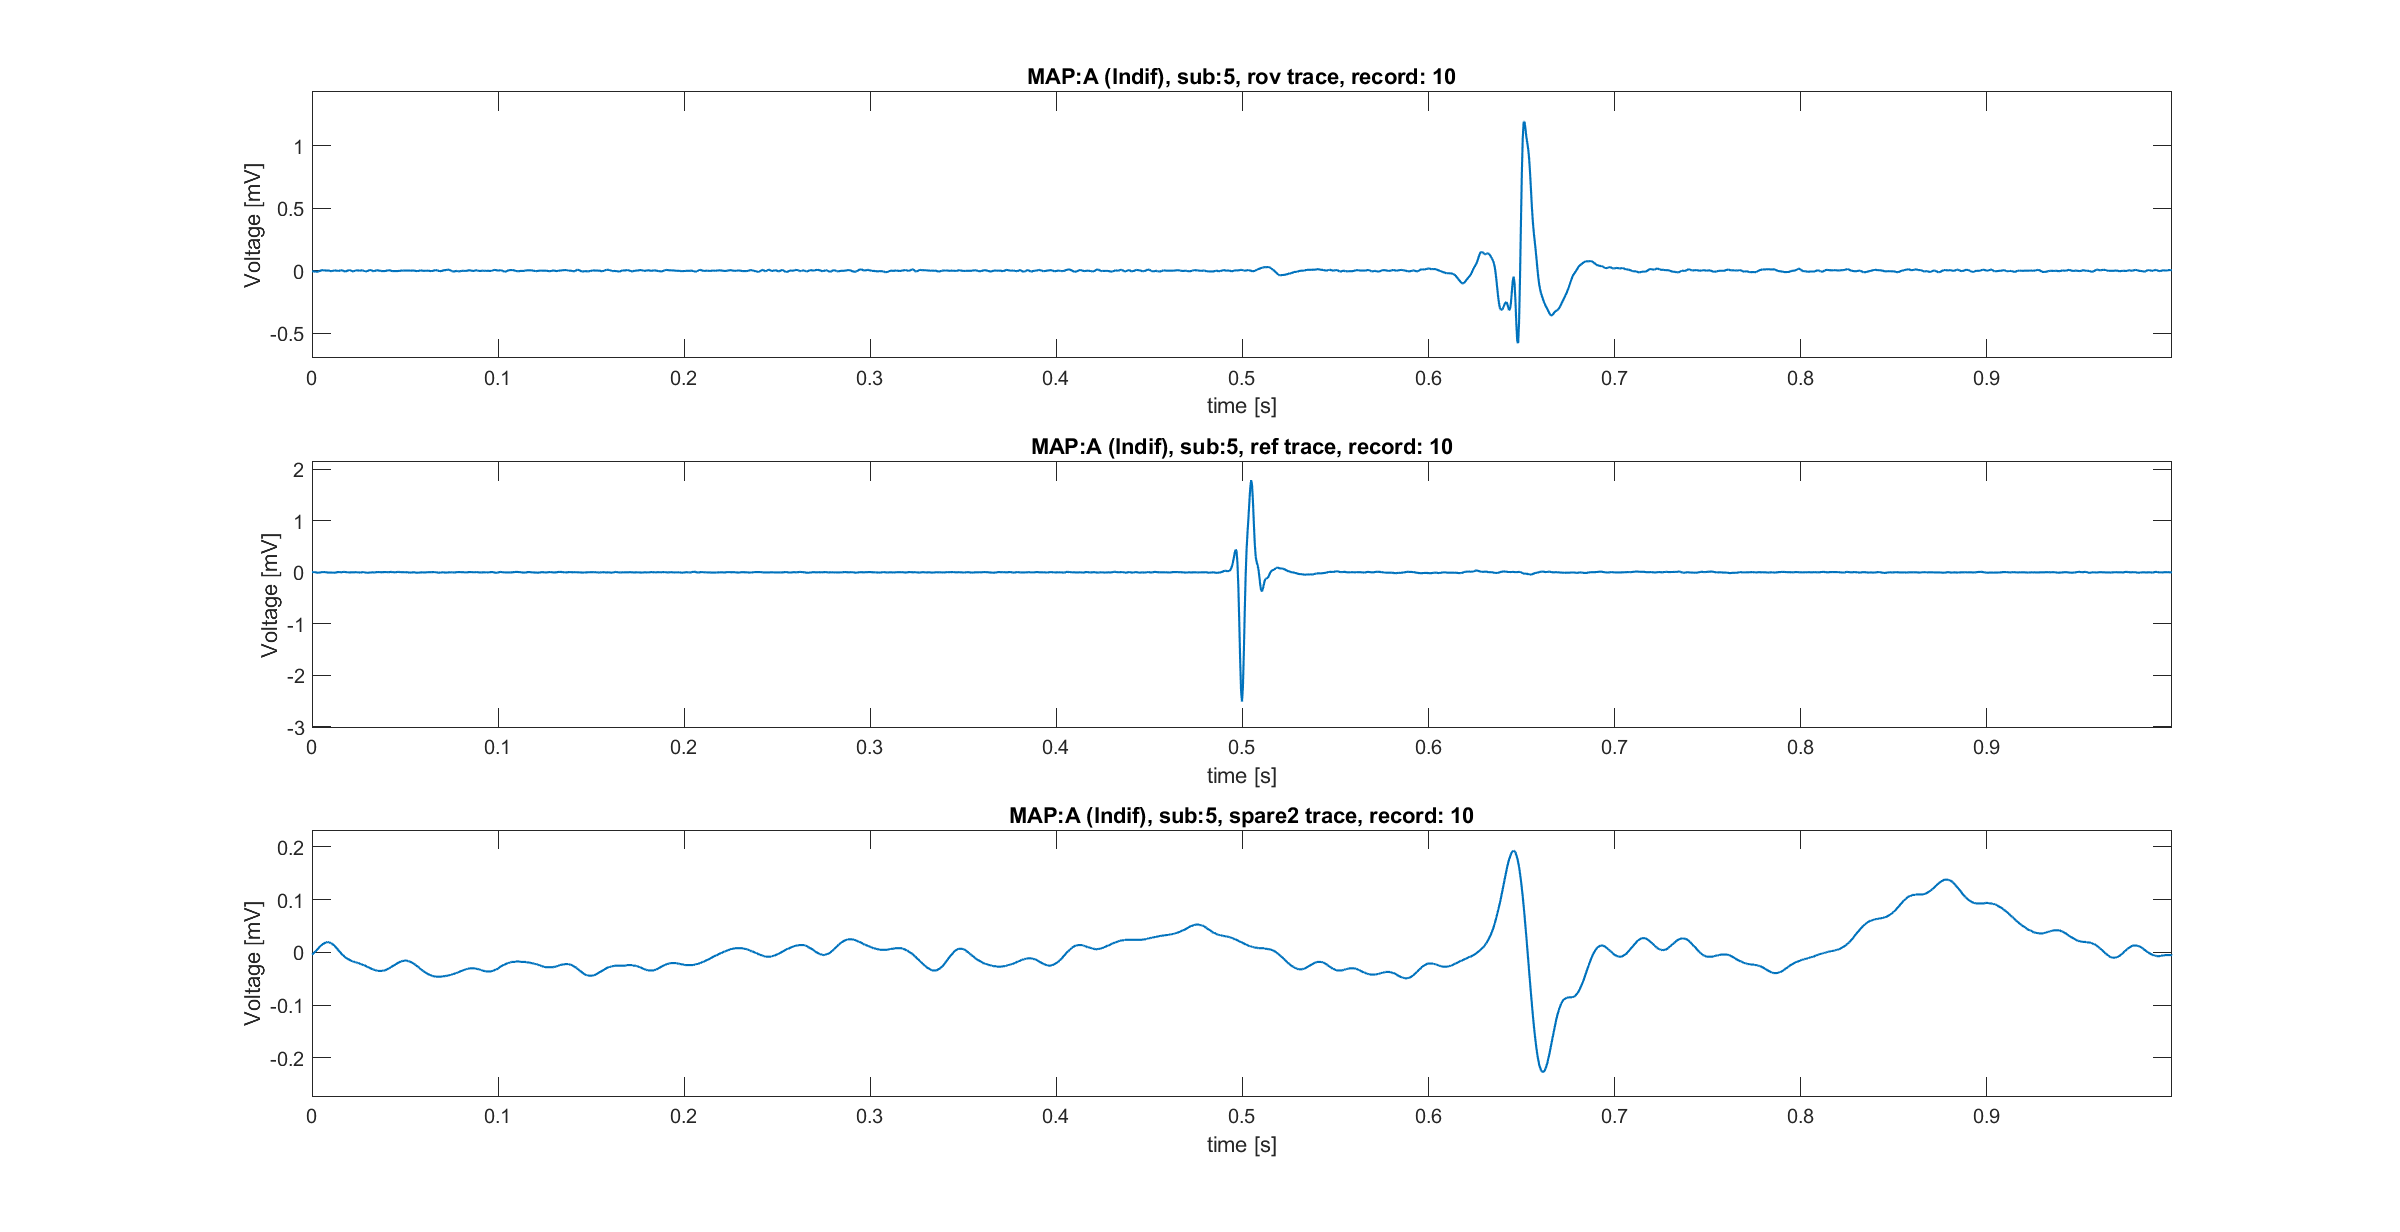 MAP:A (Indif), sub:5, rov trace, record: 10
Voltage [mV]
1
0.5
0
-0.5
0 0.1 0.2 0.3 0.4 0.5 0.6 0.7 0.8 0.9
time [s]
MAP:A (Indif), sub:5, ref trace, record: 10
Voltage [mV]
2
1
0
-1
-2
-3
0 0.1 0.2 0.3 0.4 0.5 0.6 0.7 0.8 0.9
time [s]
MAP:A (Indif), sub:5, spare2 trace, record: 10
Voltage [mV]
0.2
0.1
0
-0.1
-0.2
0 0.1 0.2 0.3 0.4 0.5 0.6 0.7 0.8 0.9
time [s]